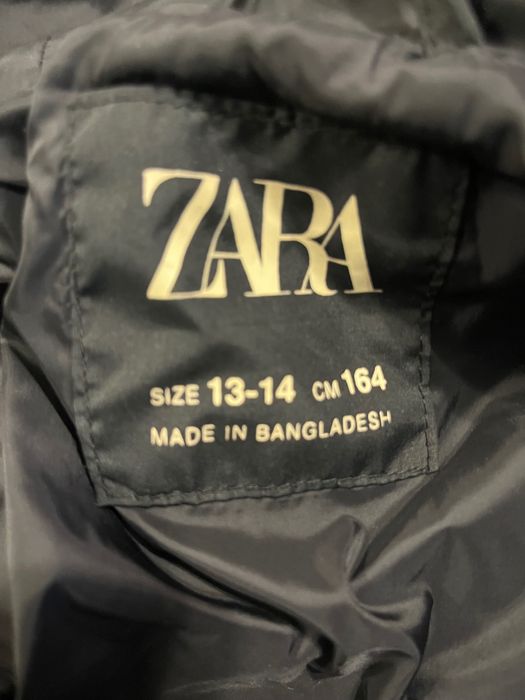 ZARA
SIZE 13-14 CM 164
MADE IN BANGLADESH